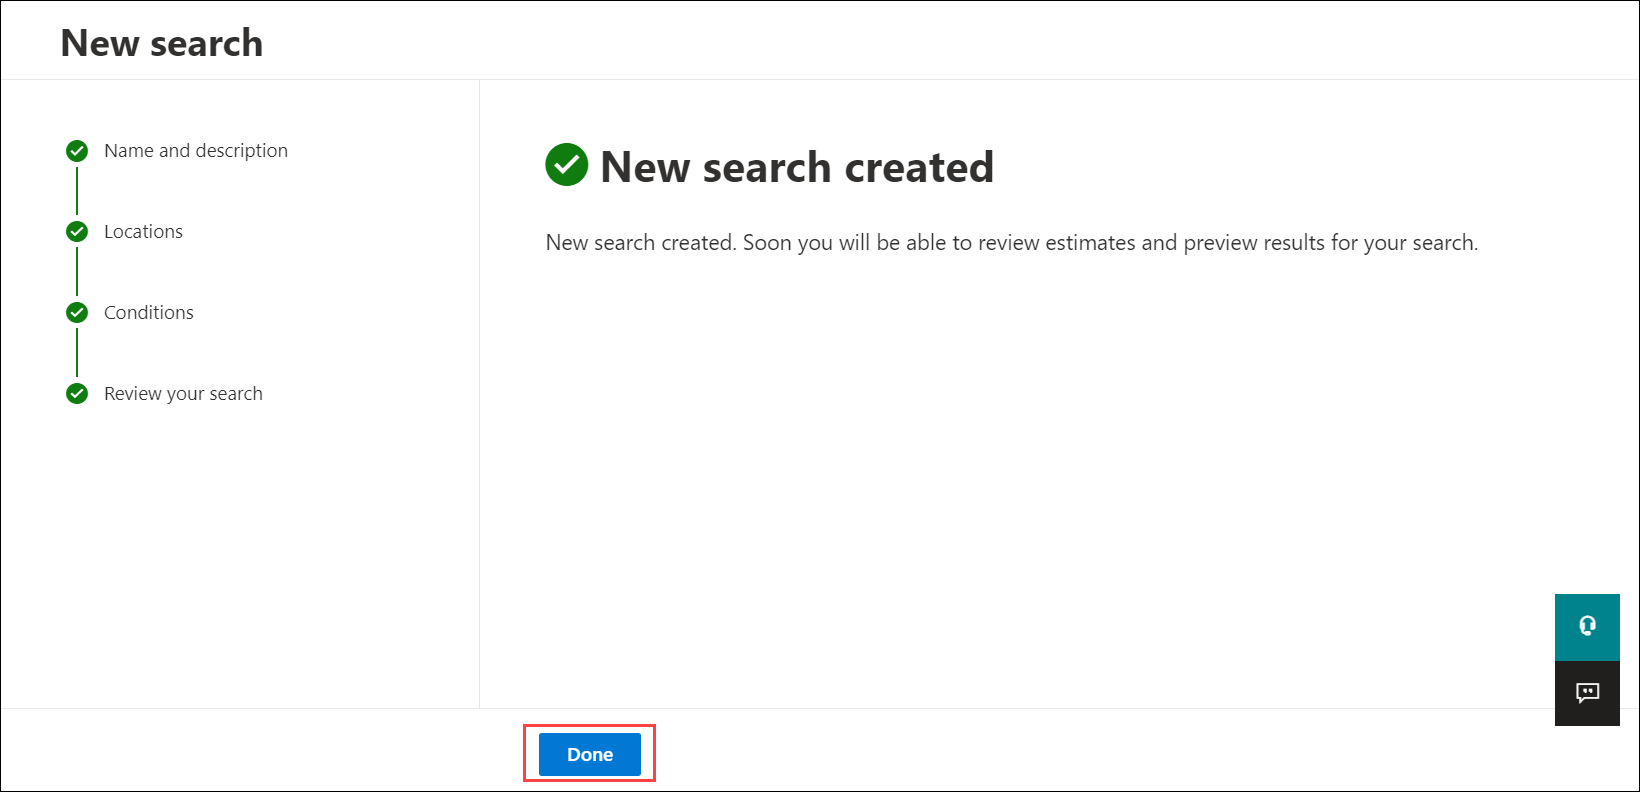 New search
Name and description
Locations
Conditions
Review your search
New search created
New search created. Soon you will be able to review estimates and preview results for your search.
Done